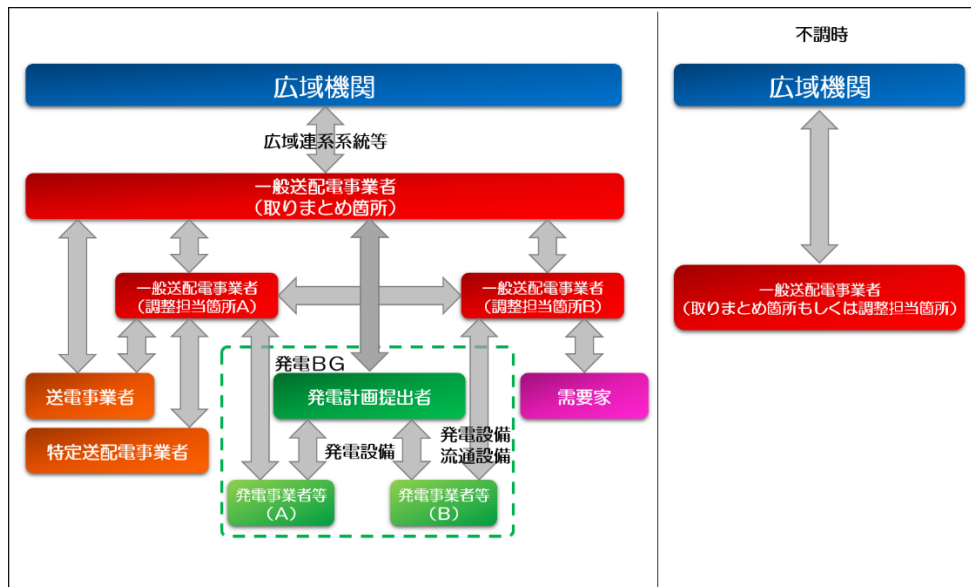 広域機関
広域連系系統等
一般送配電事業者
(取りまとめ箇所)
一般送配電事業者
(調整担当箇所A)
一般送配電事業者
(調整担当箇所B)
発電BG
送電事業者
発電計画提出者
需要家
特定送配電事業者
発電設備
発電設備
流通設備
発電事業者等
(A)
発電事業者等
(B)
不調時
広域機関
一般送配電事業者
(取りまとめ箇所もしくは調整担当箇所)